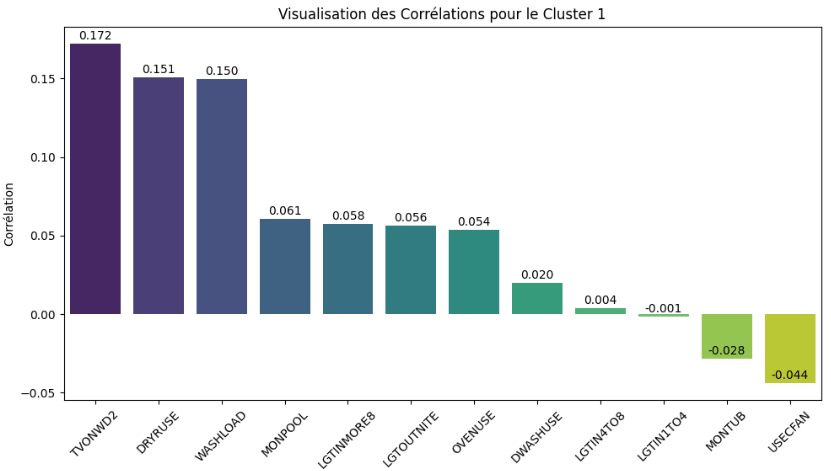 Visualisation des Corrélations pour le Cluster 1
Corrélation
0.15
0.10
0.05
0.00
−0.05
0.172
0.151
0.150
0.061
0.058
0.056
0.054
0.020
0.004
-0.001
-0.028
-0.044
TVONWD2
DRYRUSE
WASHLOAD
MONPOOL
LGTINMORE8
LGTOUTNITE
OVENUSE
DWASHUSE
LGTIN4TO8
LGTIN1TO4
MONTUB
USECFAN